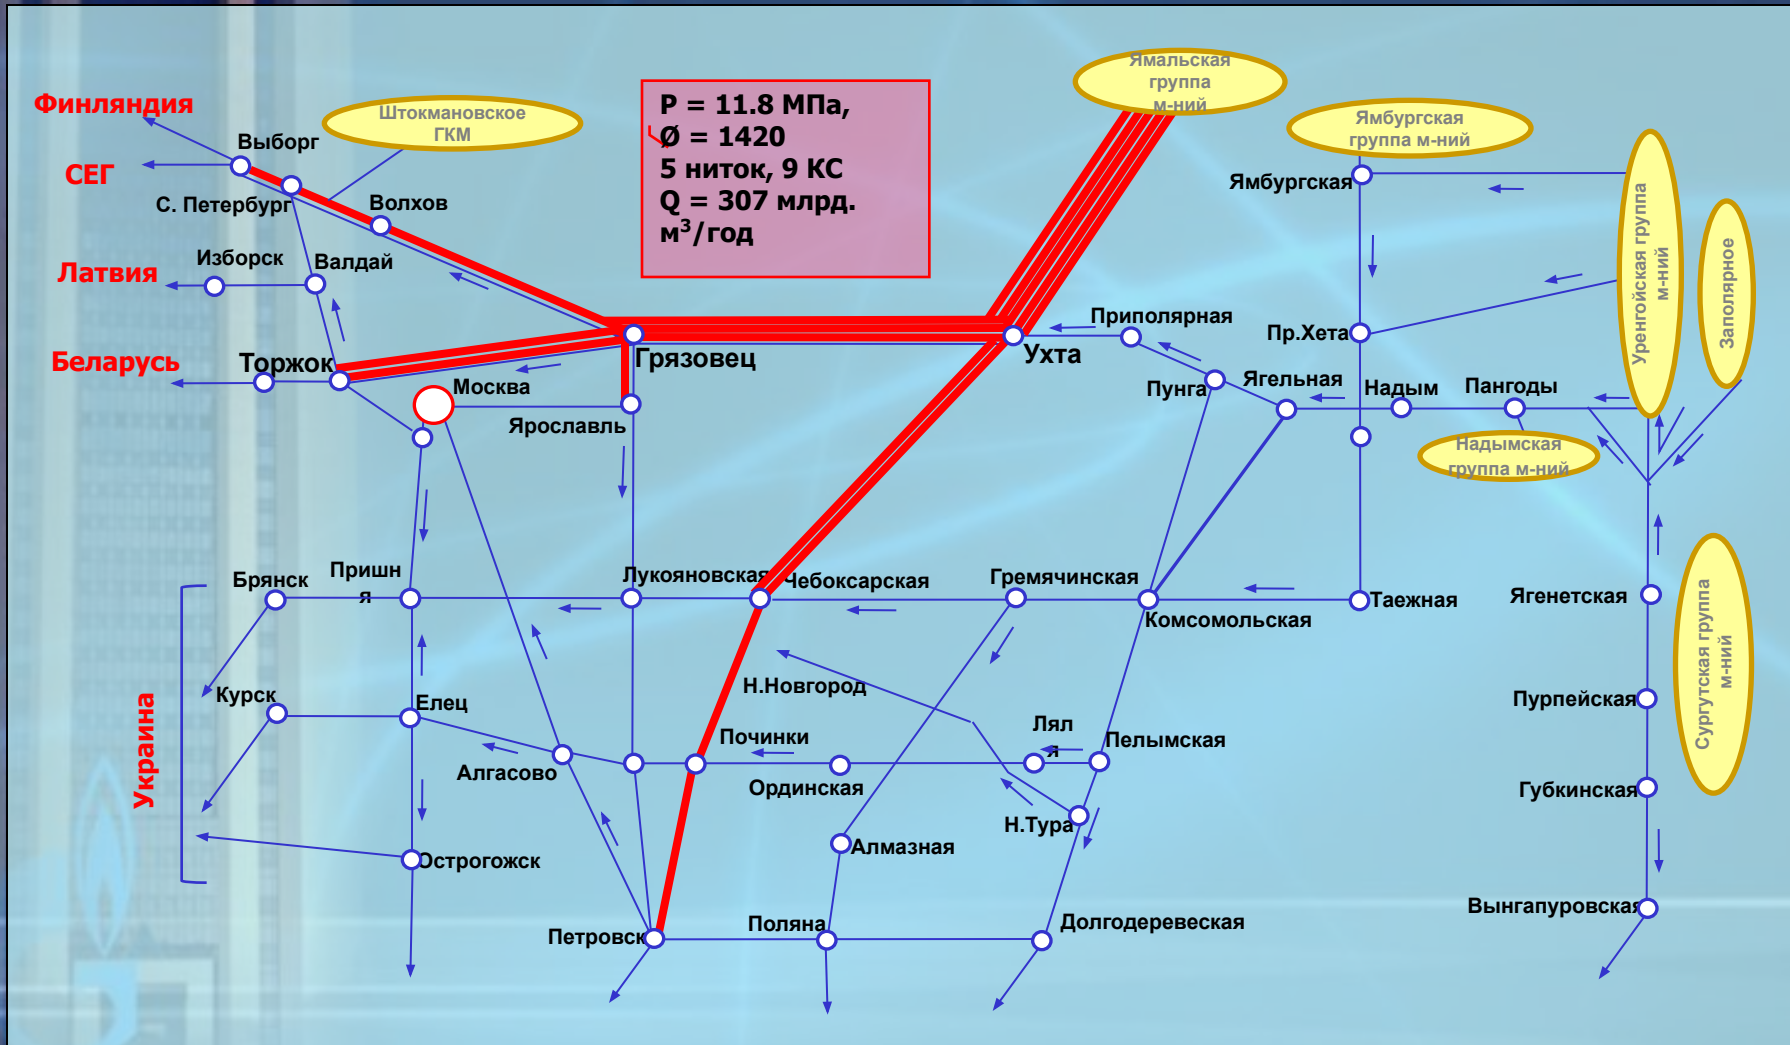 Ямальская
группа
м-ний
Финляндия
Штокмановское
ГКМ
P = 11.8 МПа,
Ø = 1420
5 ниток, 9 КС
Q = 307 млрд.
м³/год
Ямбургская
группа м-ний
Выборг
СЕГ
С. Петербург
Волхов
Ямбургская
Уренгойская группа
м-ний
Заполярное
Изборск
Валдай
Латвия
Приполярная
Пр.Хета
Беларусь
Торжок
Грязовец
Ухта
Москва
Ярославль
Пунга
Ягельная
Надым
Пангоды
Надымская
группа м-ний
Брянск
Пришн
я
Лукояновская
Чебоксарская
Гремячинская
Комсомольская
Таежная
Ягенетская
Сургутская группа
м-ний
Украина
Курск
Елец
Н.Новгород
Пурпейская
Починки
Лял
я
Пелымская
Алгасово
Ординская
Губкинская
Н.Тура
Острогожск
Алмазная
Петровск
Поляна
Долгодеревеская
Вынгапуровская